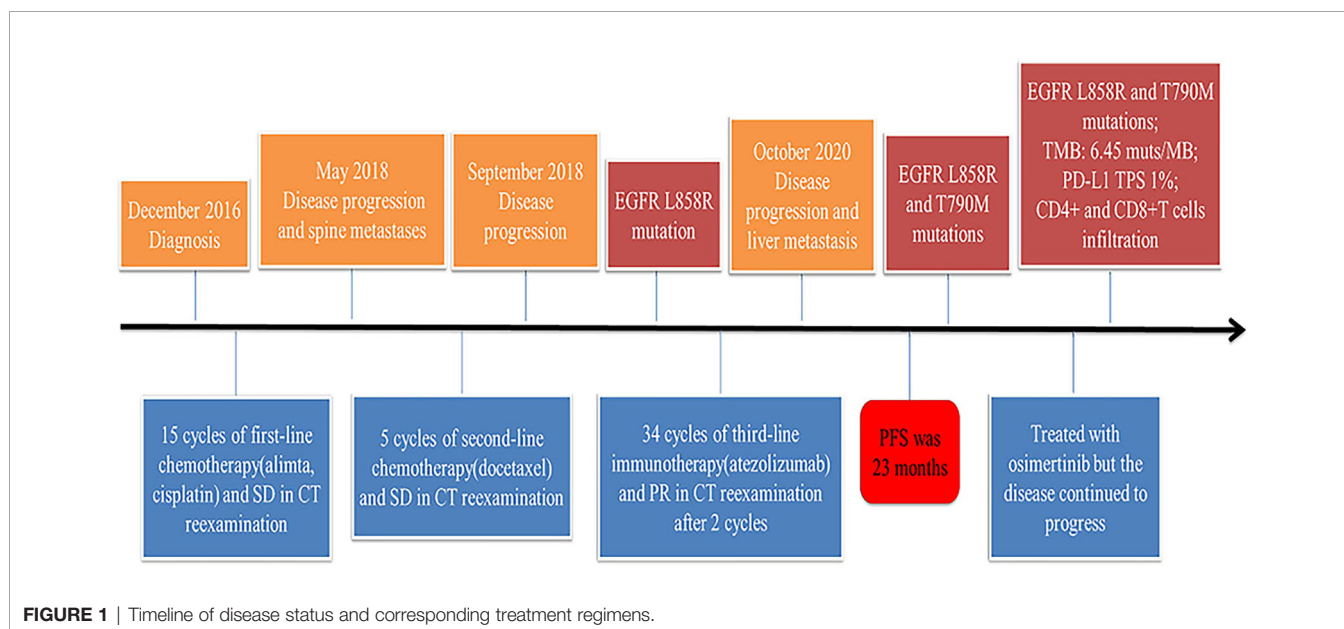 December 2016
Diagnosis
May 2018
Disease progression
and spine metastases
September 2018
Disease
progression
EGFR L858R
mutation
October 2020
Disease
progression and
liver metastasis
EGFR L858R
and T790M
mutations
EGFR L858R and T790M
mutations;
TMB: 6.45 muts/MB;
PD-L1 TPS 1%;
CD4+ and CD8+T cells
infiltration
15 cycles of first-line
chemotherapy(alimta,
cisplatin) and SD in CT
reexamination
5 cycles of second-line
chemotherapy(docetaxel)
and SD in CT reexamination
34 cycles of third-line
immunotherapy(atezolizumab)
and PR in CT reexamination
after 2 cycles
PFS was
23 months
Treated with
osimertinib but the
disease continued to
progress
FIGURE 1 | Timeline of disease status and corresponding treatment regimens.